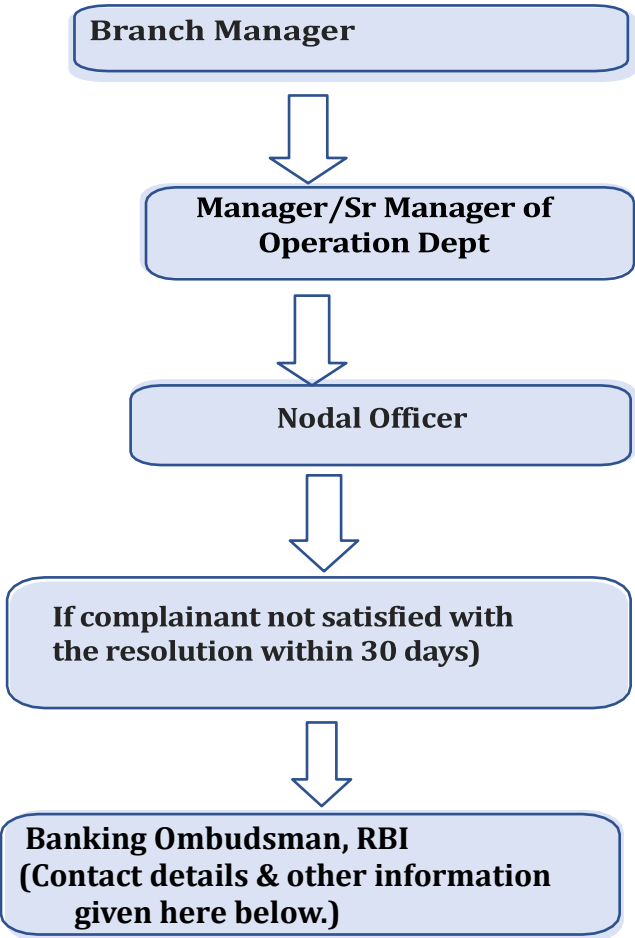 Branch Manager
Manager/Sr Manager of
Operation Dept
Nodal Officer
If complainant not satisfied with
the resolution within 30 days)
Banking Ombudsman, RBI
(Contact details & other information
given here below.)